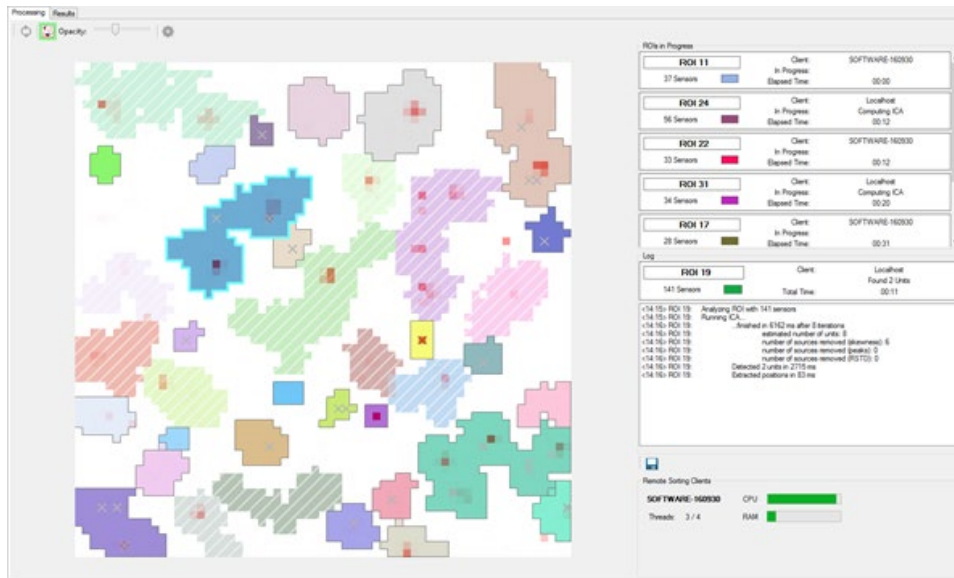 Processing Results
Opacity:
ROIs in Progress
ROI 11 Client: SOFTWARE-160930
In Progress:
37 Sensors Elapsed Time: 00:00
ROI 24 Client: Localhost
In Progress: Computing ICA
56 Sensors Elapsed Time: 00:12
ROI 22 Client: SOFTWARE-160930
In Progress:
33 Sensors Elapsed Time: 00:12
ROI 31 Client: Localhost
In Progress: Computing ICA
34 Sensors Elapsed Time: 00:20
ROI 17 Client: SOFTWARE-160930
In Progress:
28 Sensors Elapsed Time: 00:31
Log
ROI 19 Client: Localhost
Found 2 Units
141 Sensors Total Time: 00:11
<14:15> ROI 19: Analyzing ROI with 141 sensors
<14:15> ROI 19: Running ICA...
<14:16> ROI 19: ...finished in 6162 ms after 8 iterations
<14:16> ROI 19: estimated number of units: 8
<14:16> ROI 19: number of sources removed (skewness): 6
<14:16> ROI 19: number of sources removed (peaks): 0
<14:16> ROI 19: number of sources removed (RSTD): 0
<14:16> ROI 19: Detected 2 units in 2715 ms
<14:16> ROI 19: Extracted positions in 83 ms
Remote Sorting Clients
SOFTWARE-160930 CPU
Threads: 3 / 4 RAM